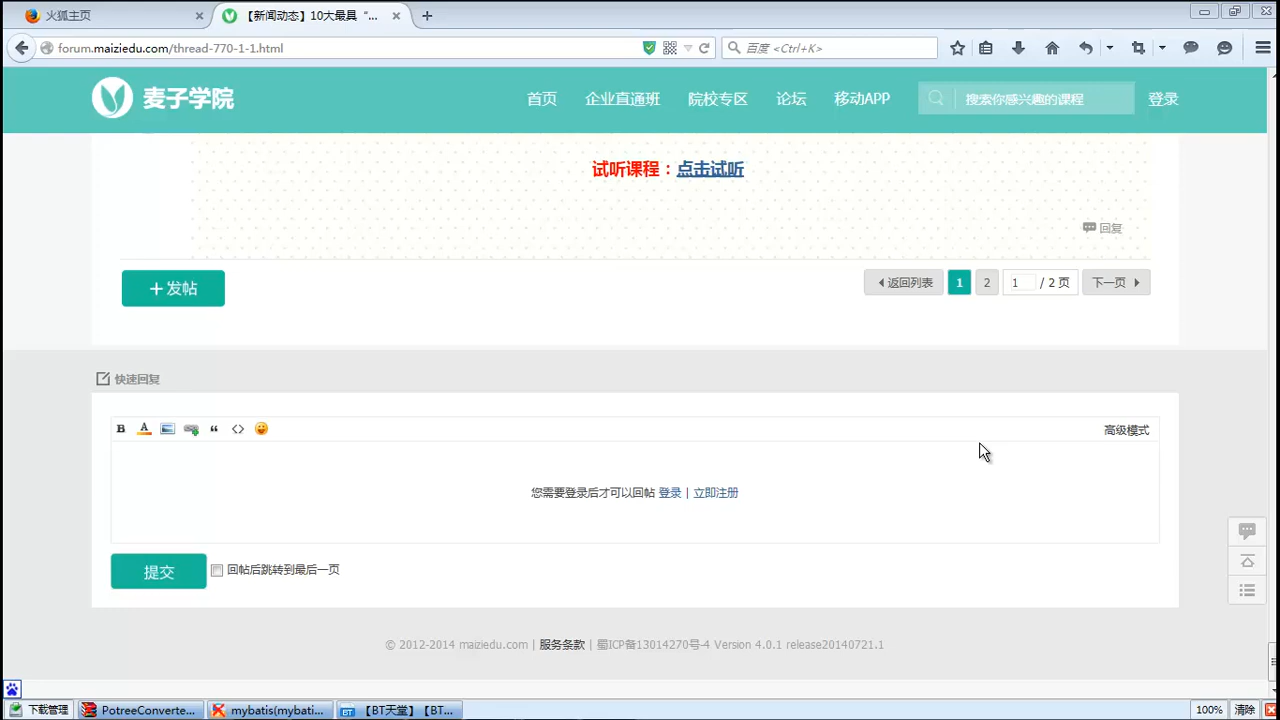 火狐主页
【新闻动态】10大最具“...
forum.maiziedu.com/thread-770-1-1.html
百度 <Ctrl+K>
麦子学院
首页 企业直通班 院校专区 论坛 移动APP
搜索你感兴趣的课程
登录
试听课程：点击试听
回复
发帖
返回列表 1 2 1 / 2 页 下一页
快速回复
B A “ <>
高级模式
您需要登录后才可以回帖 登录 | 立即注册
提交 回帖后跳转到最后一页
© 2012-2014 maiziedu.com | 服务条款 | 蜀ICP备13014270号-4 Version 4.0.1 release20140721.1
下载管理 PotreeConverte... mybatis(mybati... BT 【BT天堂】【BT... 100% 清除